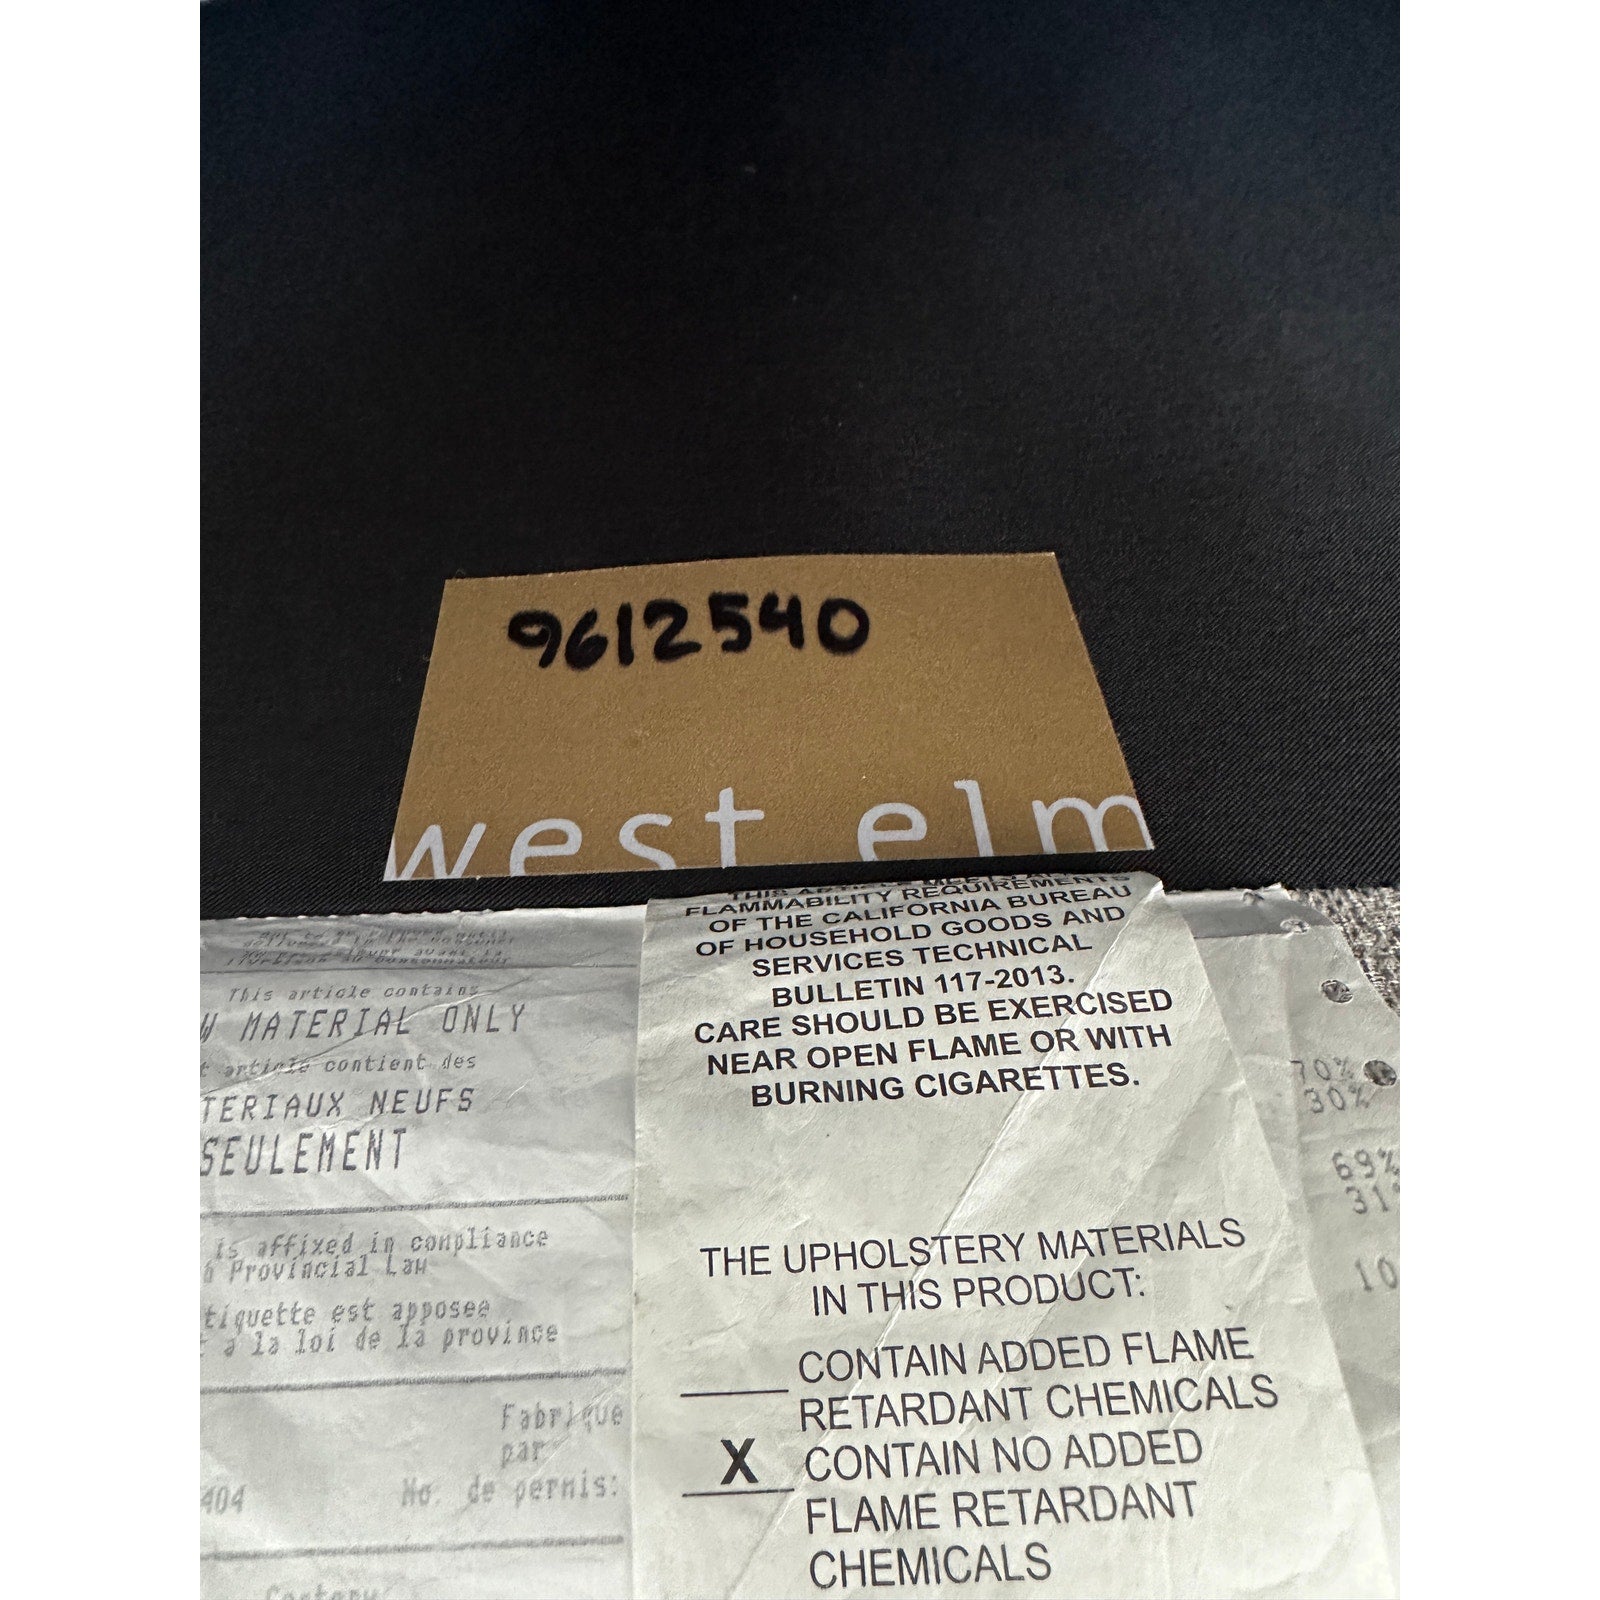 9612540
west elm
FLAMMABILITY REQUIREMENTS
OF THE CALIFORNIA BUREAU
OF HOUSEHOLD GOODS AND
SERVICES TECHNICAL
BULLETIN 117-2013.
CARE SHOULD BE EXERCISED
NEAR OPEN FLAME OR WITH
BURNING CIGARETTES.
THE UPHOLSTERY MATERIALS
IN THIS PRODUCT:
CONTAIN ADDED FLAME
RETARDANT CHEMICALS
X CONTAIN NO ADDED
FLAME RETARDANT
CHEMICALS
This article contains
W MATERIAL ONLY
t article contient des
TERIAUX NEUFS
SEULEMENT
is affixed in compliance
Provincial Law
tiquette est apposee
a la loi de la province
Fabrique
par
404 No. de permis:
70%
30%
69%
31
10